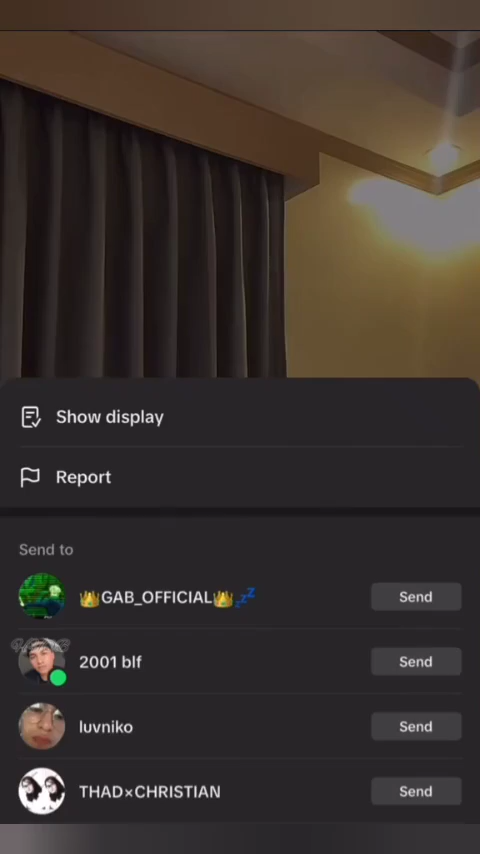 Show display
Report
Send to
👑GAB_OFFICIAL👑💤
Send
2001 blf
Send
luvniko
Send
THAD×CHRISTIAN
Send